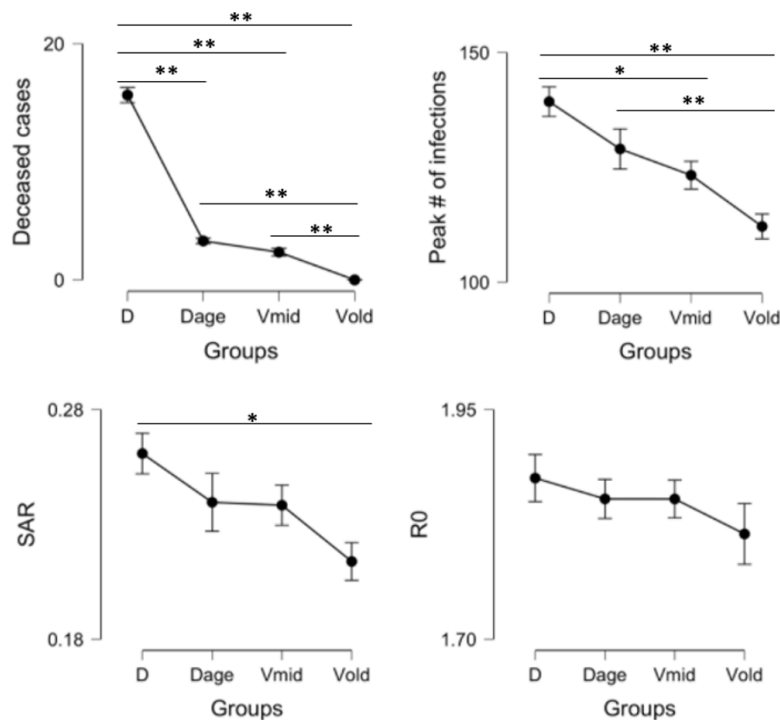 **
20
**
**
Deceased cases
**
**
0
D Dage Vmid Vold
Groups
150
**
*
**
Peak # of infections
100
D Dage Vmid Vold
Groups
0.28
*
SAR
0.18
D Dage Vmid Vold
Groups
1.95
R0
1.70
D Dage Vmid Vold
Groups